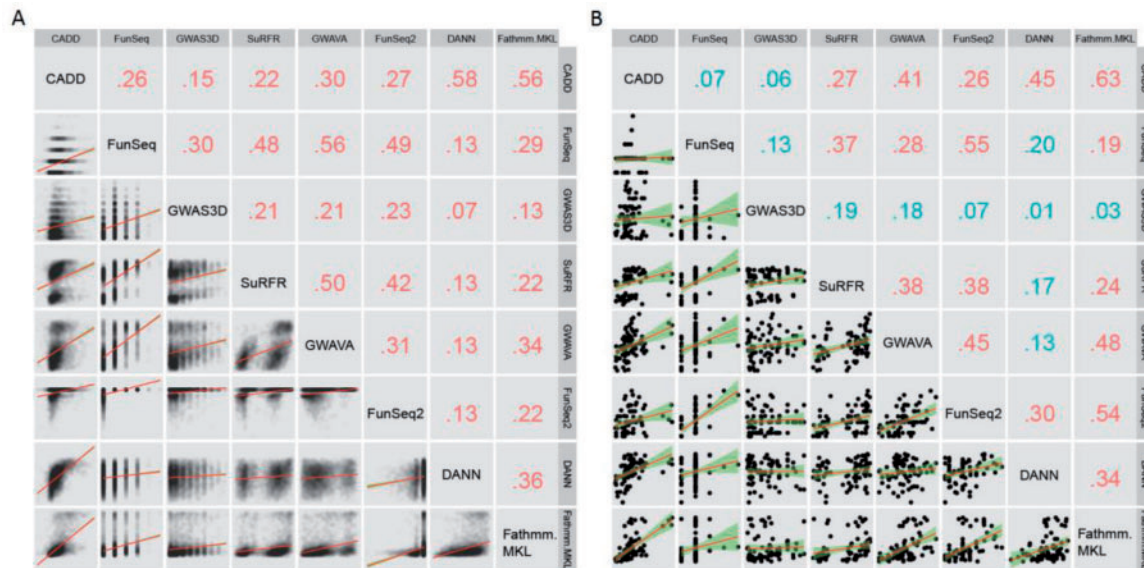 A
CADD FunSeq GWAS3D SuRFR GWAVA FunSeq2 DANN Fathmm.MKL
CADD .26 .15 .22 .30 .27 .58 .56 CADD
FunSeq .30 .48 .56 .49 .13 .29 FunSeq
GWAS3D .21 .21 .23 .07 .13 GWAS3D
SuRFR .50 .42 .13 .22 SuRFR
GWAVA .31 .13 .34 GWAVA
FunSeq2 .13 .22 FunSeq2
DANN .36 DANN
Fathmm.
MKL Fathmm.MKL
B
CADD FunSeq GWAS3D SuRFR GWAVA FunSeq2 DANN Fathmm.MKL
CADD .07 .06 .27 .41 .26 .45 .63
FunSeq .13 .37 .28 .55 .20 .19
GWAS3D .19 .18 .07 .01 .03
SuRFR .38 .38 .17 .24
GWAVA .45 .13 .48
FunSeq2 .30 .54
DANN .34
Fathmm.
MKL